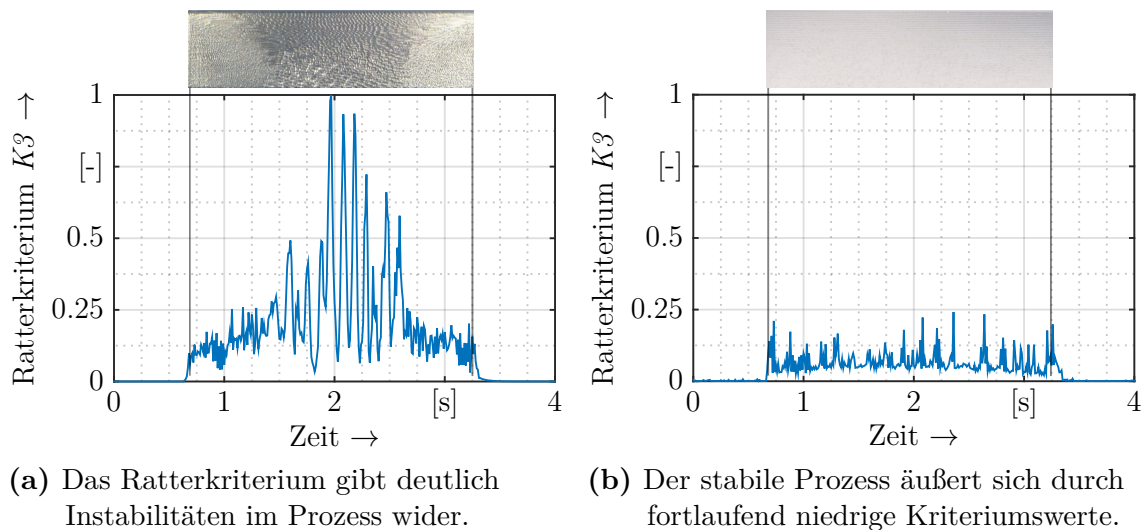 Ratterkriterium K3 →
[-]
1
0.5
0.25
0
0
1
2
[s]
4
Zeit →
(a) Das Ratterkriterium gibt deutlich
Instabilitäten im Prozess wider.
Ratterkriterium K3 →
[-]
1
0.5
0.25
0
0
1
2
[s]
4
Zeit →
(b) Der stabile Prozess äußert sich durch
fortlaufend niedrige Kriteriumswerte.